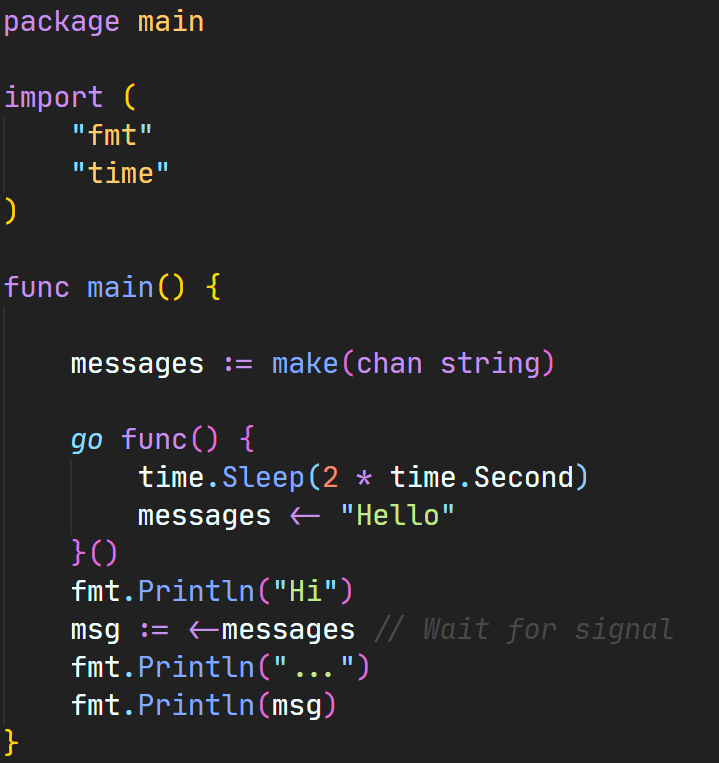 package main
import (
"fmt"
"time"
)
func main() {
messages := make(chan string)
go func() {
time.Sleep(2 * time.Second)
messages <- "Hello"
}()
fmt.Println("Hi")
msg := <-messages // Wait for signal
fmt.Println("...")
fmt.Println(msg)
}